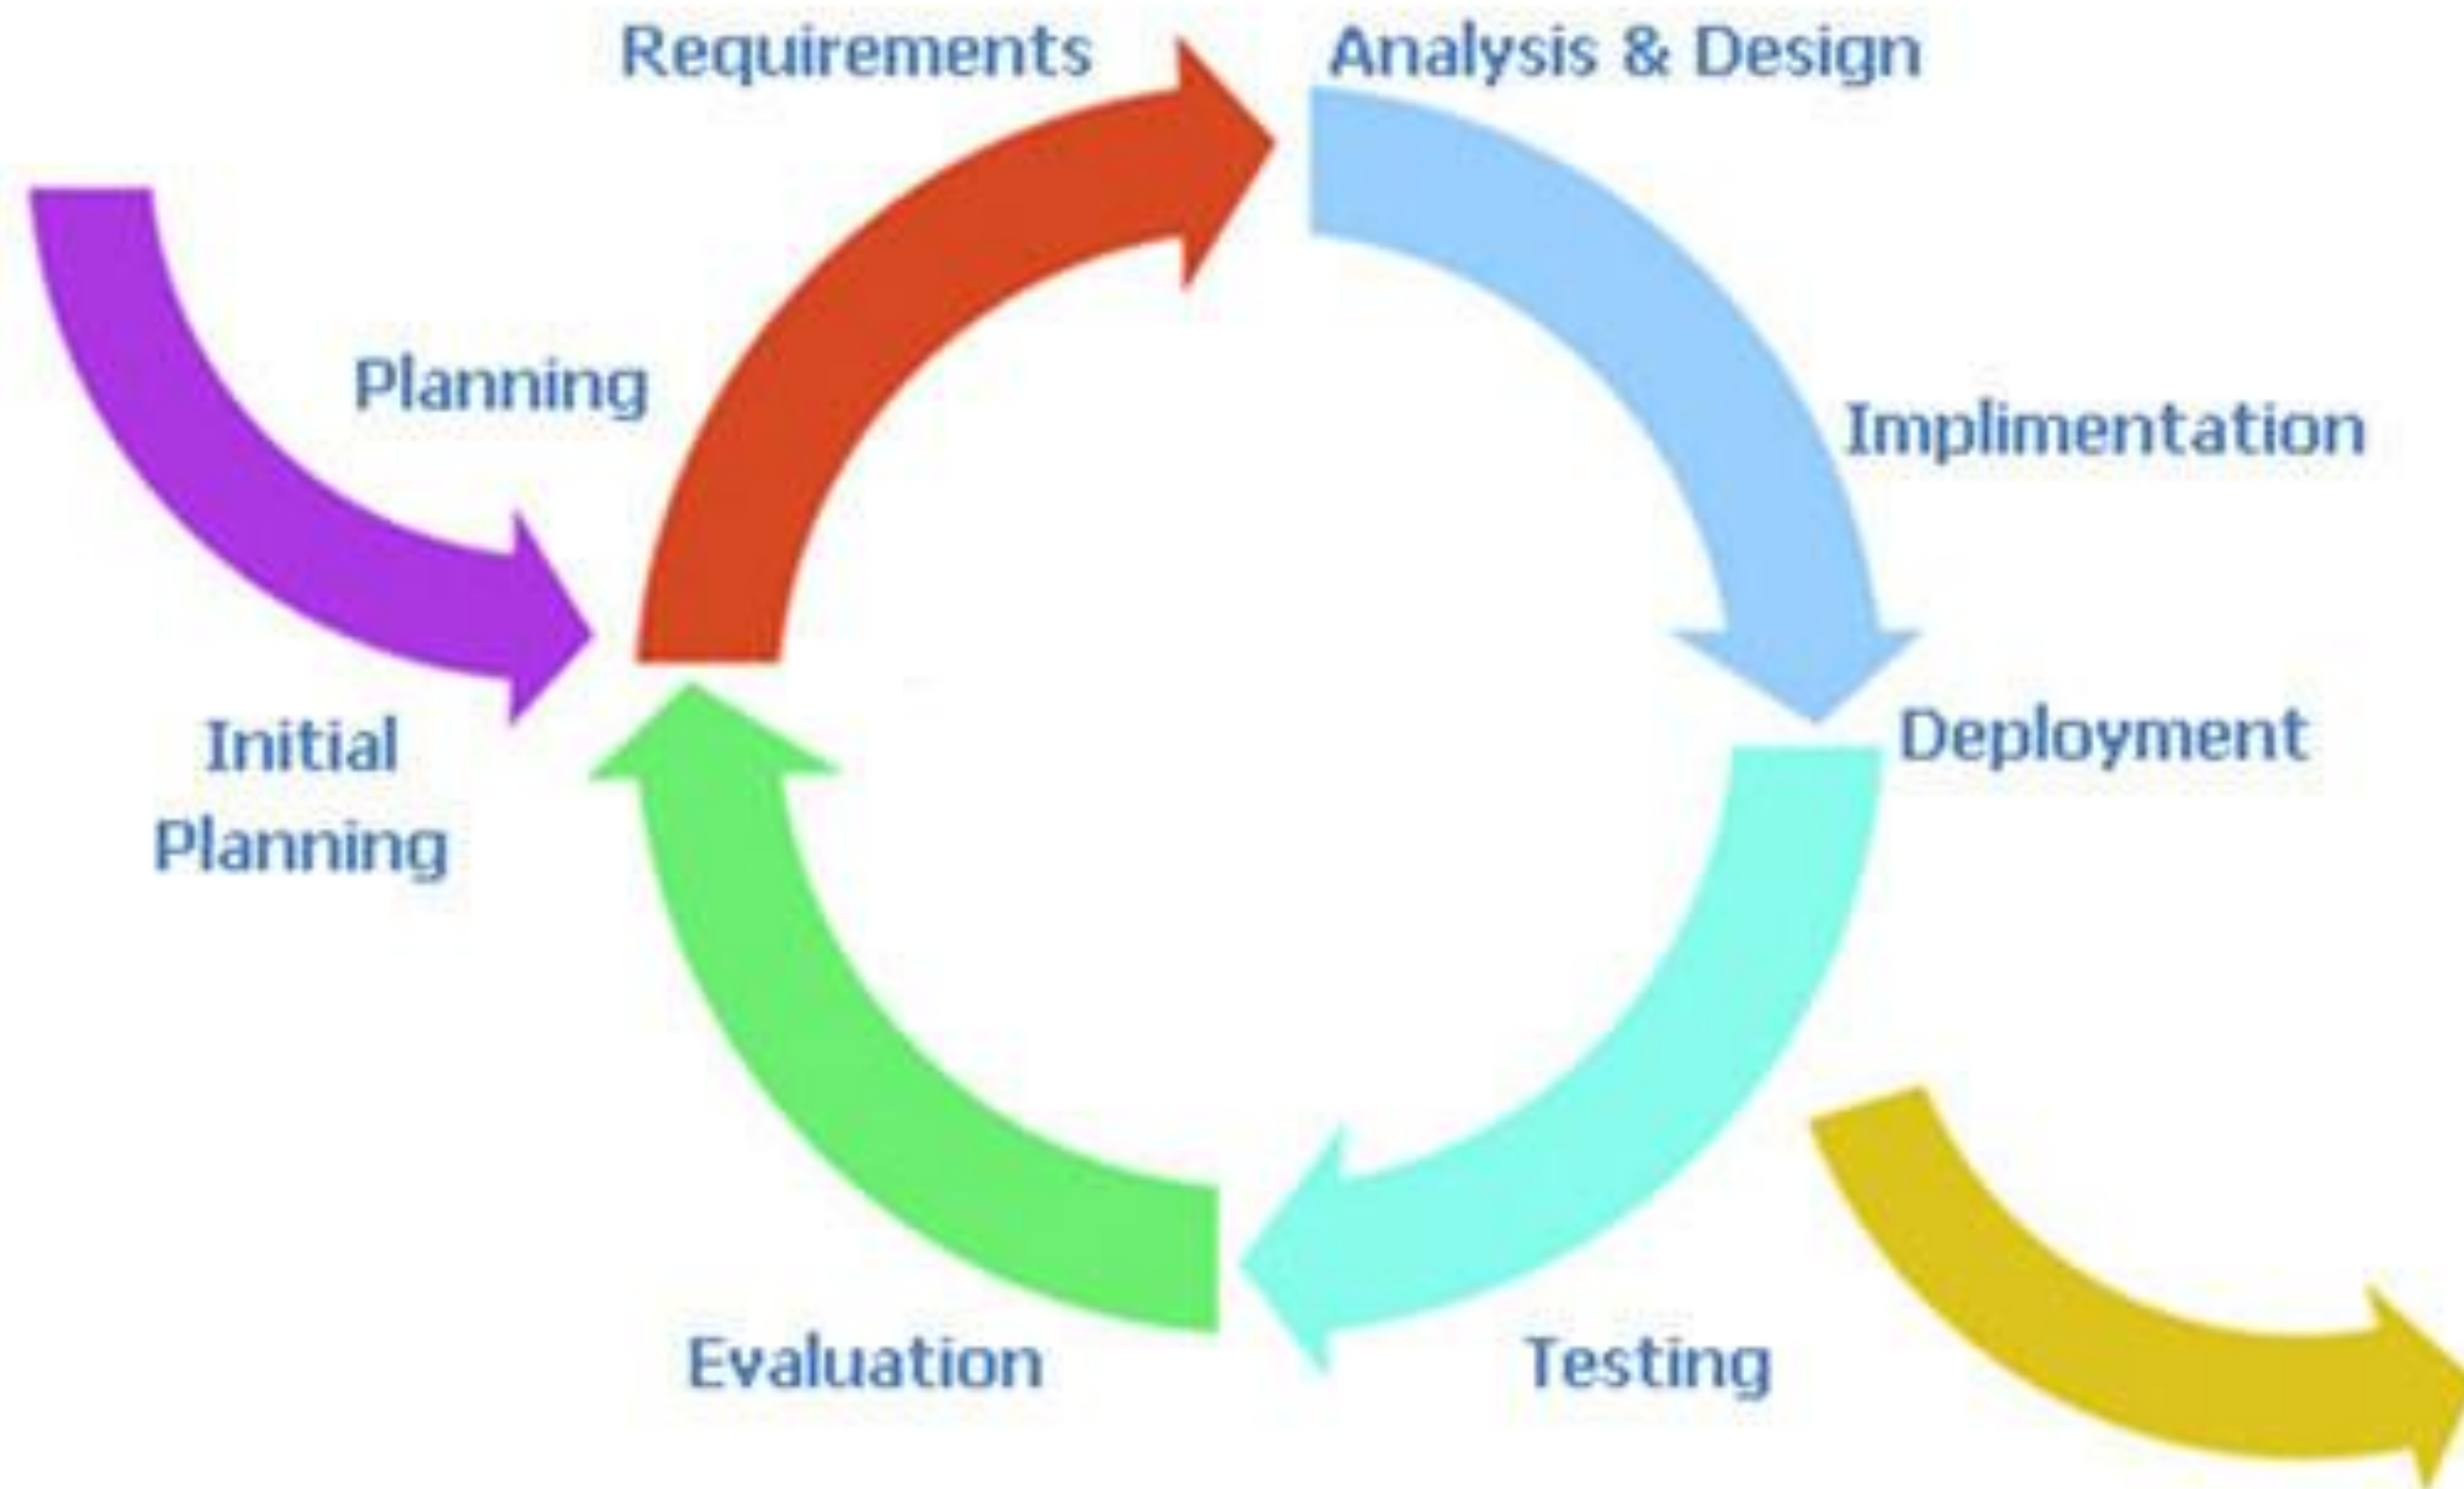 Requirements
Analysis & Design
Planning
Implimentation
Initial
Planning
Deployment
Evaluation
Testing